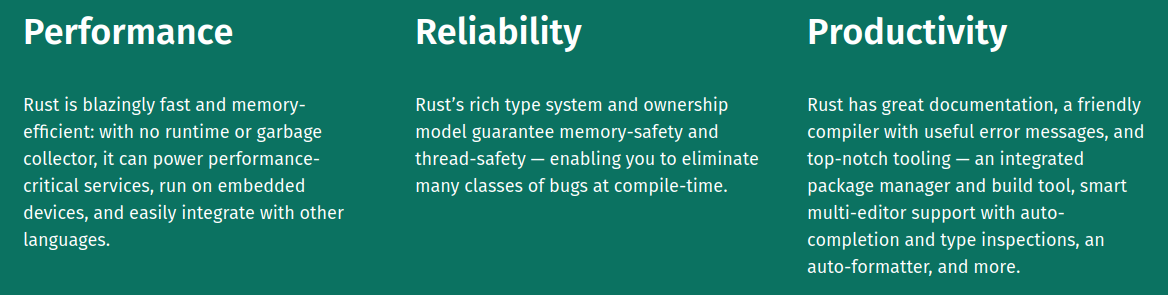 Performance
Rust is blazingly fast and memory-
efficient: with no runtime or garbage
collector, it can power performance-
critical services, run on embedded
devices, and easily integrate with other
languages.
Reliability
Rust’s rich type system and ownership
model guarantee memory-safety and
thread-safety — enabling you to eliminate
many classes of bugs at compile-time.
Productivity
Rust has great documentation, a friendly
compiler with useful error messages, and
top-notch tooling — an integrated
package manager and build tool, smart
multi-editor support with auto-
completion and type inspections, an
auto-formatter, and more.